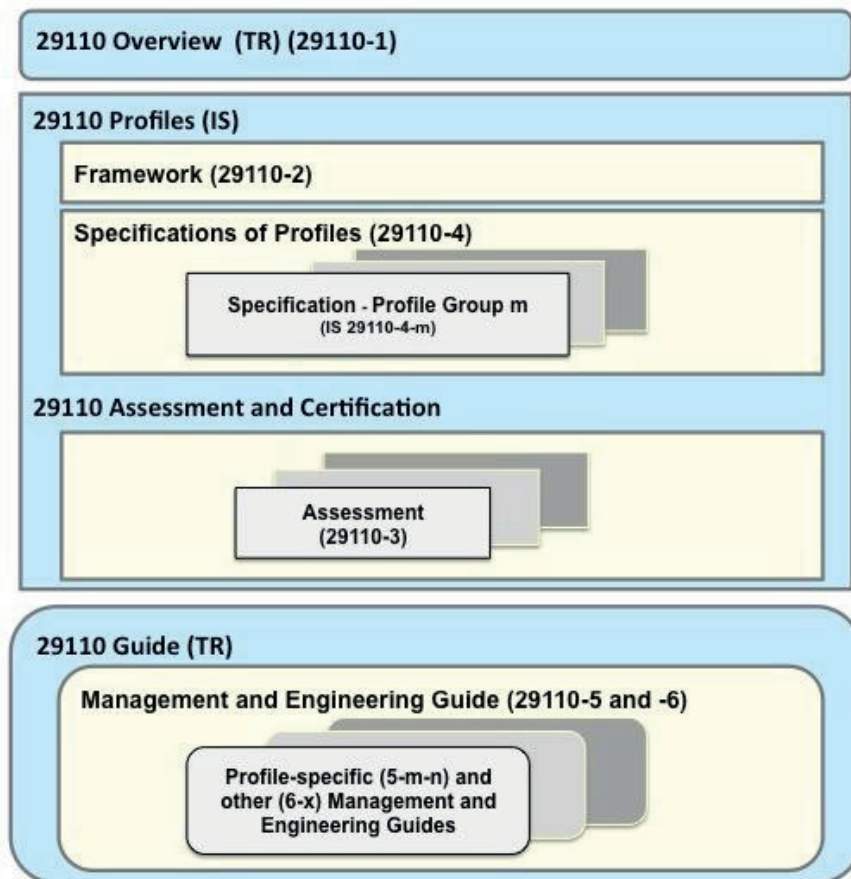 29110 Overview (TR) (29110-1)
29110 Profiles (IS)
Framework (29110-2)
Specifications of Profiles (29110-4)
Specification - Profile Group m
(IS 29110-4-m)
29110 Assessment and Certification
Assessment
(29110-3)
29110 Guide (TR)
Management and Engineering Guide (29110-5 and -6)
Profile-specific (5-m-n) and
other (6-x) Management and
Engineering Guides